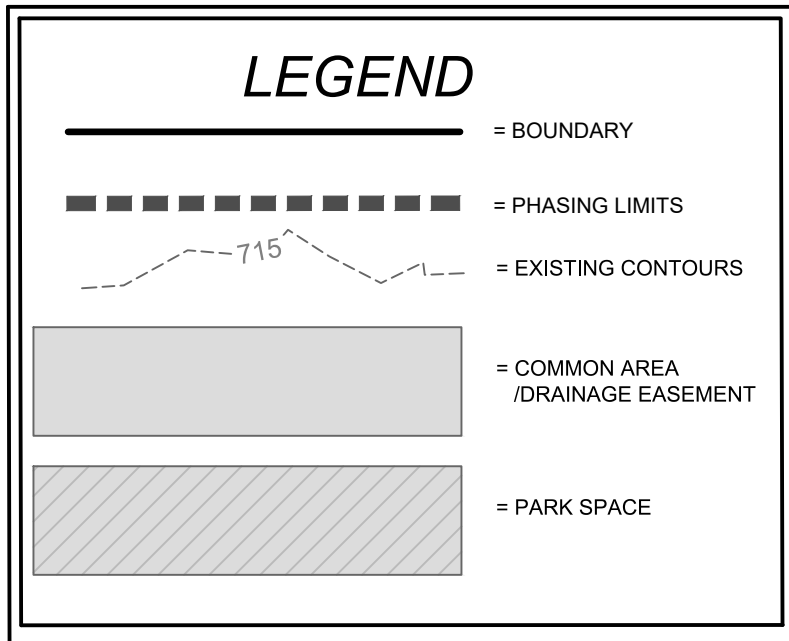 LEGEND
= BOUNDARY
= PHASING LIMITS
715
= EXISTING CONTOURS
= COMMON AREA
/DRAINAGE EASEMENT
= PARK SPACE